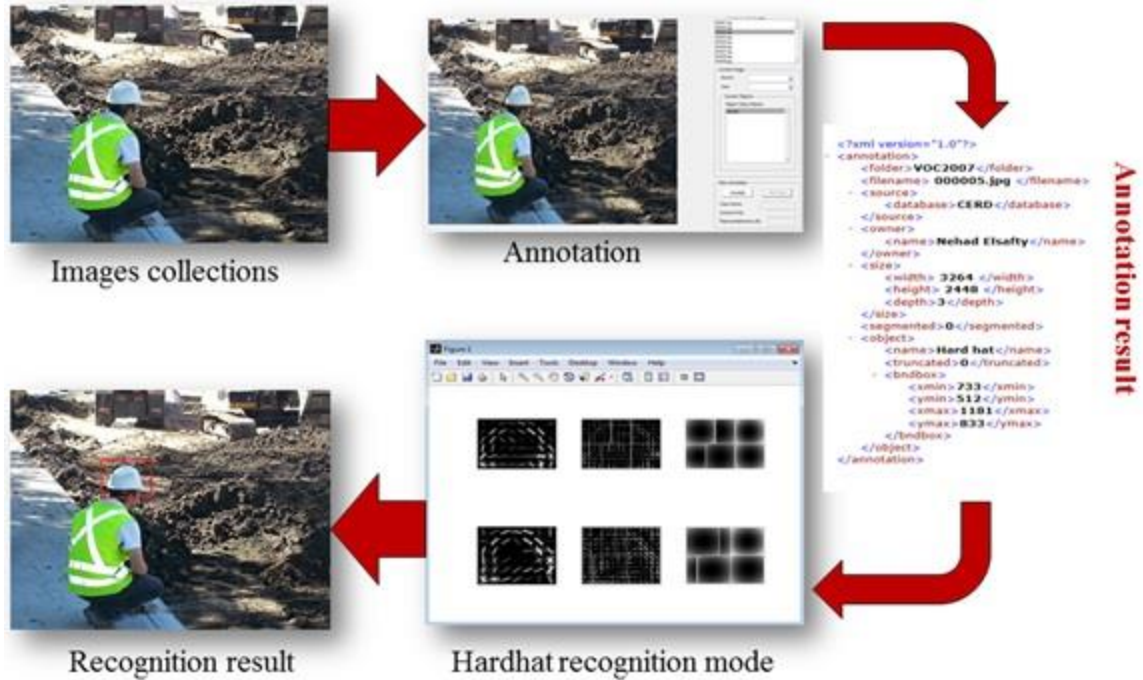 Images collections
Annotation
<?xml version="1.0"?>
- <annotation>
<folder>VOC2007</folder>
<filename> 000005.jpg </filename>
- <source>
<database>CERD</database>
</source>
- <owner>
<name>Nehad Elsafty</name>
</owner>
- <size>
<width> 3264 </width>
<height> 2448 </height>
<depth>3</depth>
</size>
<segmented>0</segmented>
- <object>
<name>Hard hat</name>
<truncated>0</truncated>
- <bndbox>
<xmin>733</xmin>
<ymin>512</ymin>
<xmax>1181</xmax>
<ymax>833</ymax>
</bndbox>
</object>
</annotation>
Annotation result
Figure 1
File Edit View Insert Tools Desktop Window Help
Hardhat recognition mode
Recognition result